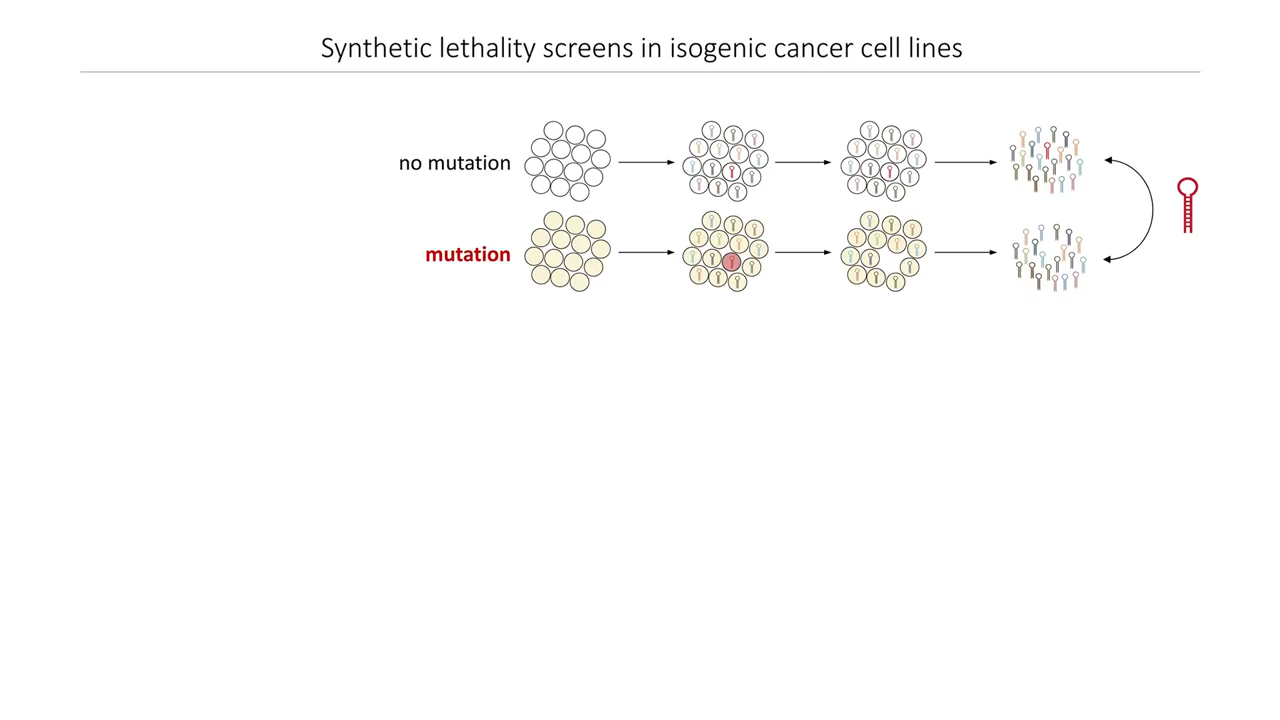 Synthetic lethality screens in isogenic cancer cell lines
no mutation
mutation